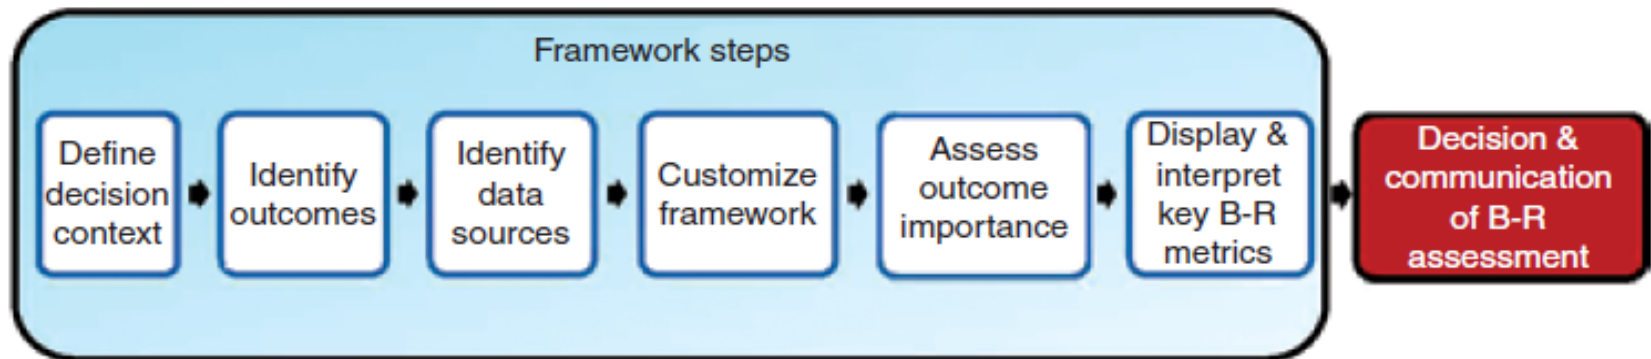 Framework steps
Define
decision
context
Identify
outcomes
Identify
data
sources
Customize
framework
Assess
outcome
importance
Display &
interpret
key B-R
metrics
Decision &
communication
of B-R
assessment